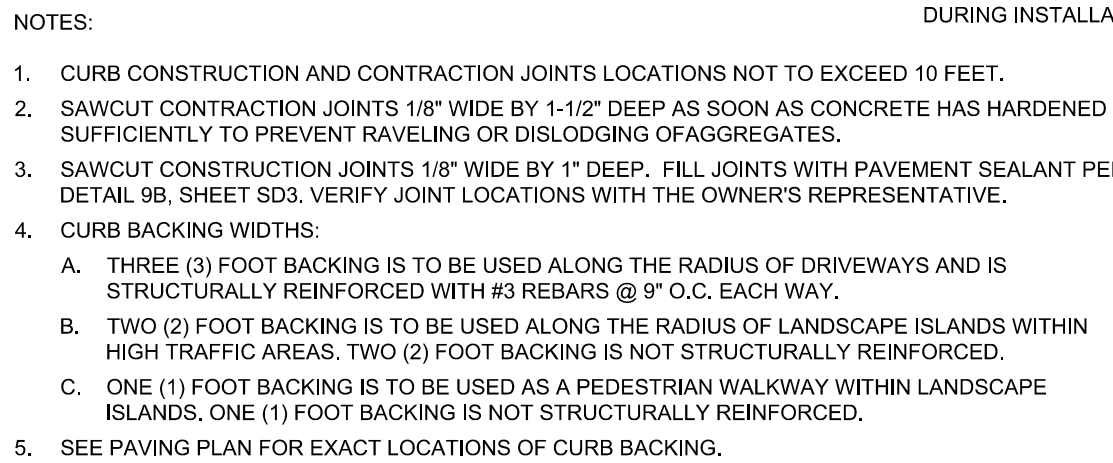 NOTES:
DURING INSTALLA
1. CURB CONSTRUCTION AND CONTRACTION JOINTS LOCATIONS NOT TO EXCEED 10 FEET.
2. SAWCUT CONTRACTION JOINTS 1/8" WIDE BY 1-1/2" DEEP AS SOON AS CONCRETE HAS HARDENED
SUFFICIENTLY TO PREVENT RAVELING OR DISLODGING OFAGGREGATES.
3. SAWCUT CONSTRUCTION JOINTS 1/8" WIDE BY 1" DEEP. FILL JOINTS WITH PAVEMENT SEALANT PE
DETAIL 9B, SHEET SD3. VERIFY JOINT LOCATIONS WITH THE OWNER'S REPRESENTATIVE.
4. CURB BACKING WIDTHS:
A. THREE (3) FOOT BACKING IS TO BE USED ALONG THE RADIUS OF DRIVEWAYS AND IS
STRUCTURALLY REINFORCED WITH #3 REBARS @ 9" O.C. EACH WAY.
B. TWO (2) FOOT BACKING IS TO BE USED ALONG THE RADIUS OF LANDSCAPE ISLANDS WITHIN
HIGH TRAFFIC AREAS. TWO (2) FOOT BACKING IS NOT STRUCTURALLY REINFORCED.
C. ONE (1) FOOT BACKING IS TO BE USED AS A PEDESTRIAN WALKWAY WITHIN LANDSCAPE
ISLANDS. ONE (1) FOOT BACKING IS NOT STRUCTURALLY REINFORCED.
5. SEE PAVING PLAN FOR EXACT LOCATIONS OF CURB BACKING.